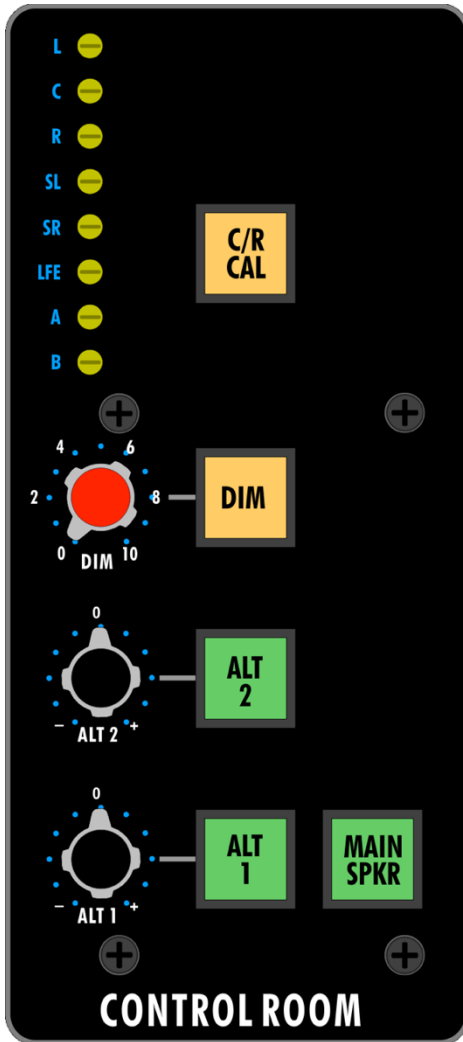 L
C
R
SL
SR
LFE
A
B
C/R
CAL
4
6
2
8
0
10
DIM
DIM
0
-
+
ALT 2
ALT
2
0
-
+
ALT 1
ALT
1
MAIN
SPKR
CONTROL ROOM